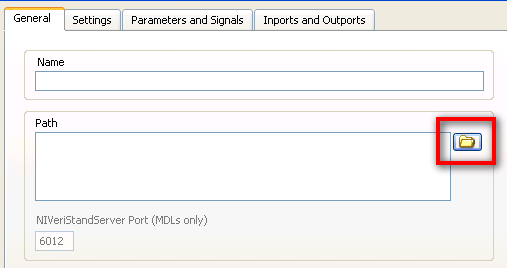 General Settings Parameters and Signals Inports and Outports
Name
Path
NIVeriStandServer Port (MDLs only)
6012